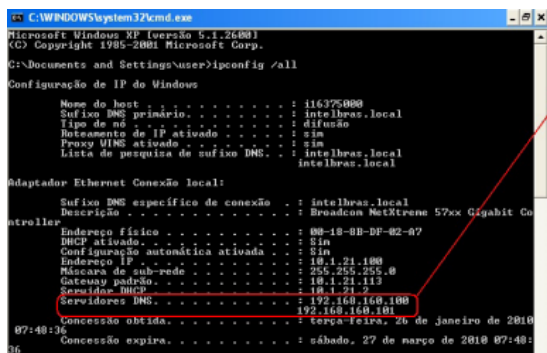 C:\WINDOWS\system32\cmd.exe
Microsoft Windows XP [versão 5.1.2600]
(C) Copyright 1985-2001 Microsoft Corp.
C:\Documents and Settings\user>ipconfig /all
Configuração de IP do Windows
Nome do host . . . . . . . . . . . : i16375000
Sufixo DNS primário. . . . . . . . : intelbras.local
Tipo de nó . . . . . . . . . . . . : difusão
Roteamento de IP ativado . . . . . : sim
Proxy WINS ativado . . . . . . . . : sim
Lista de pesquisa de sufixo DNS. . : intelbras.local
intelbras.local
Adaptador Ethernet Conexão local:
Sufixo DNS específico de conexão . : intelbras.local
Descrição . . . . . . . . . . . . : Broadcom NetXtreme 57xx Gigabit Co
ntroller
Endereço físico . . . . . . . . . : 00-18-8B-DF-02-A7
DHCP ativado. . . . . . . . . . . : Sim
Configuração automática ativada . . : Sim
Endereço IP . . . . . . . . . . . : 10.1.21.100
Máscara de sub-rede . . . . . . . : 255.255.255.0
Gateway padrão. . . . . . . . . . : 10.1.21.113
Servidor DHCP . . . . . . . . . . : 10.1.21.2
Servidores DNS. . . . . . . . . . : 192.168.160.100
192.168.160.101
Concessão obtida. . . . . . . . . : terça-feira, 26 de janeiro de 2010
07:48:36
Concessão expira. . . . . . . . . : sábado, 27 de março de 2010 07:48:
36